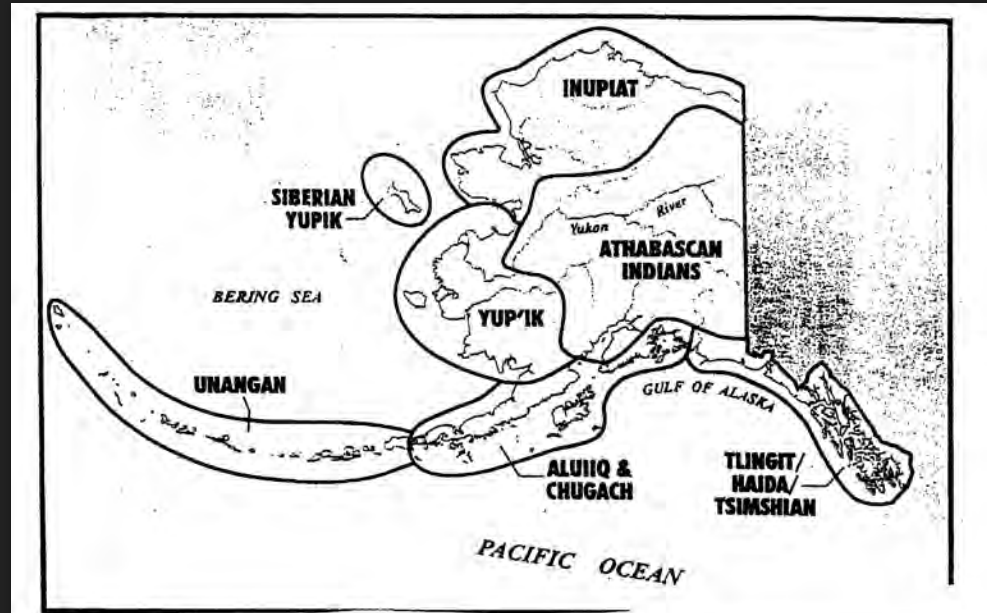 INUPIAT
SIBERIAN
YUPIK
Yukon River
ATHABASCAN
INDIANS
BERING SEA
YUP'IK
UNANGAN
GULF OF ALASKA
ALUIIQ &
CHUGACH
TLINGIT/
HAIDA/
TSIMSHIAN
PACIFIC OCEAN